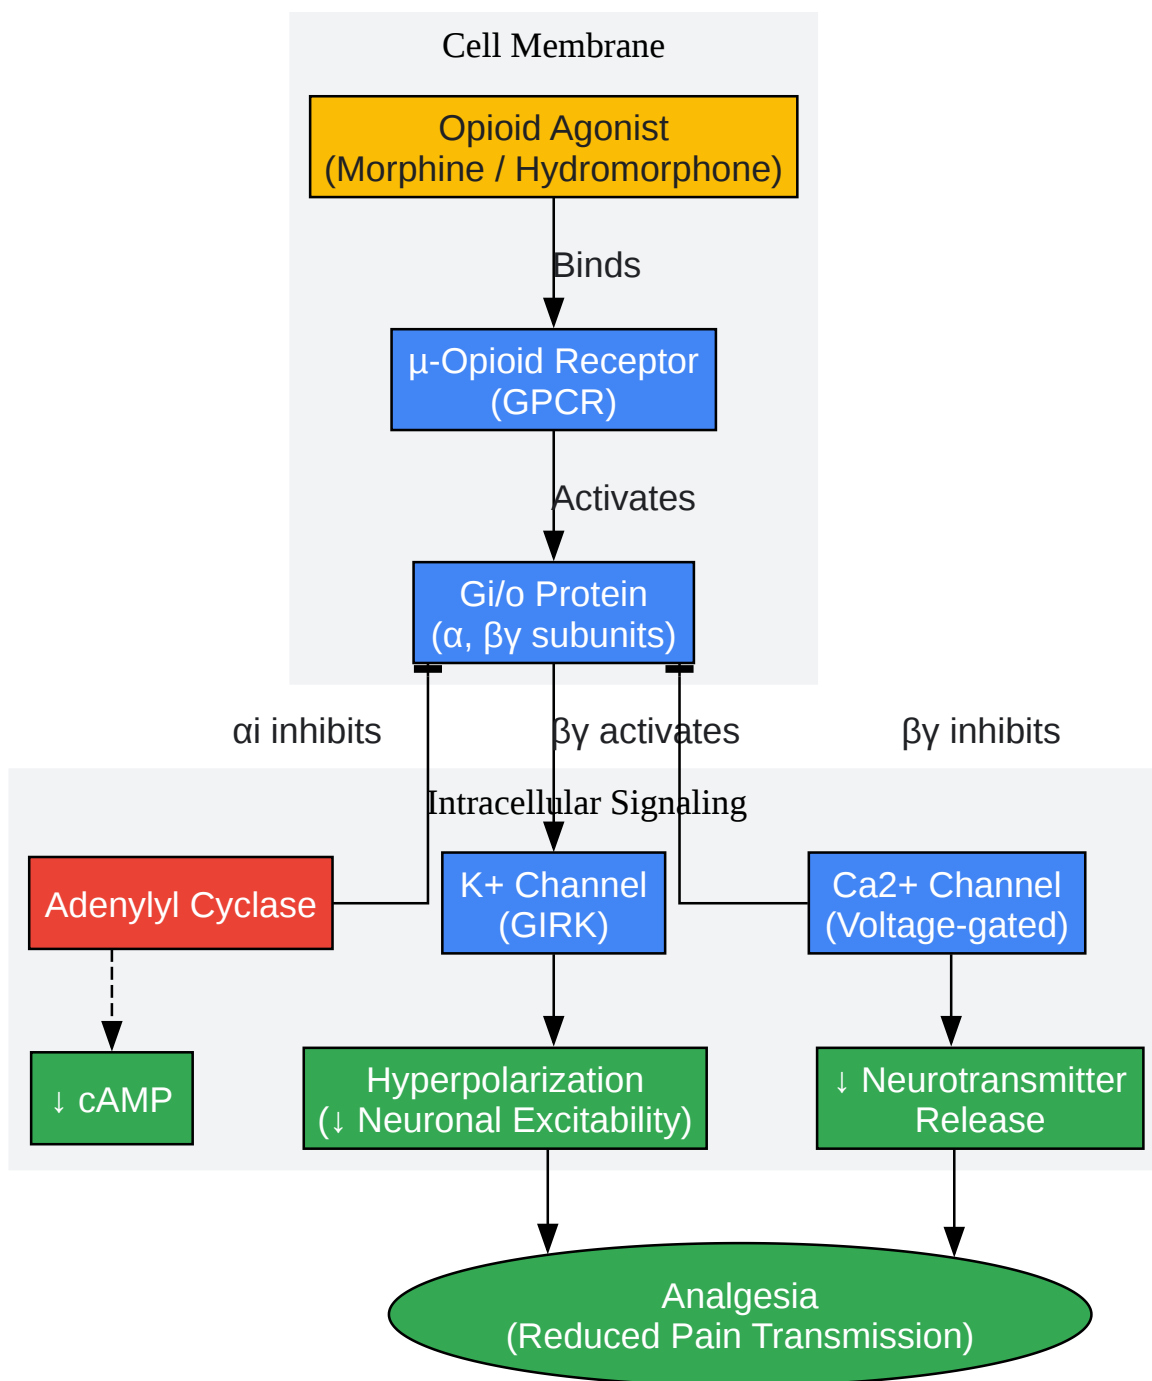 Cell Membrane
Opioid Agonist
(Morphine / Hydromorphone)
Binds
µ-Opioid Receptor
(GPCR)
Activates
Gi/o Protein
(α, βγ subunits)
αi inhibits
βγ activates
βγ inhibits
Intracellular Signaling
Adenylyl Cyclase
K+ Channel
(GIRK)
Ca2+ Channel
(Voltage-gated)
↓ cAMP
Hyperpolarization
(↓ Neuronal Excitability)
↓ Neurotransmitter
Release
Analgesia
(Reduced Pain Transmission)